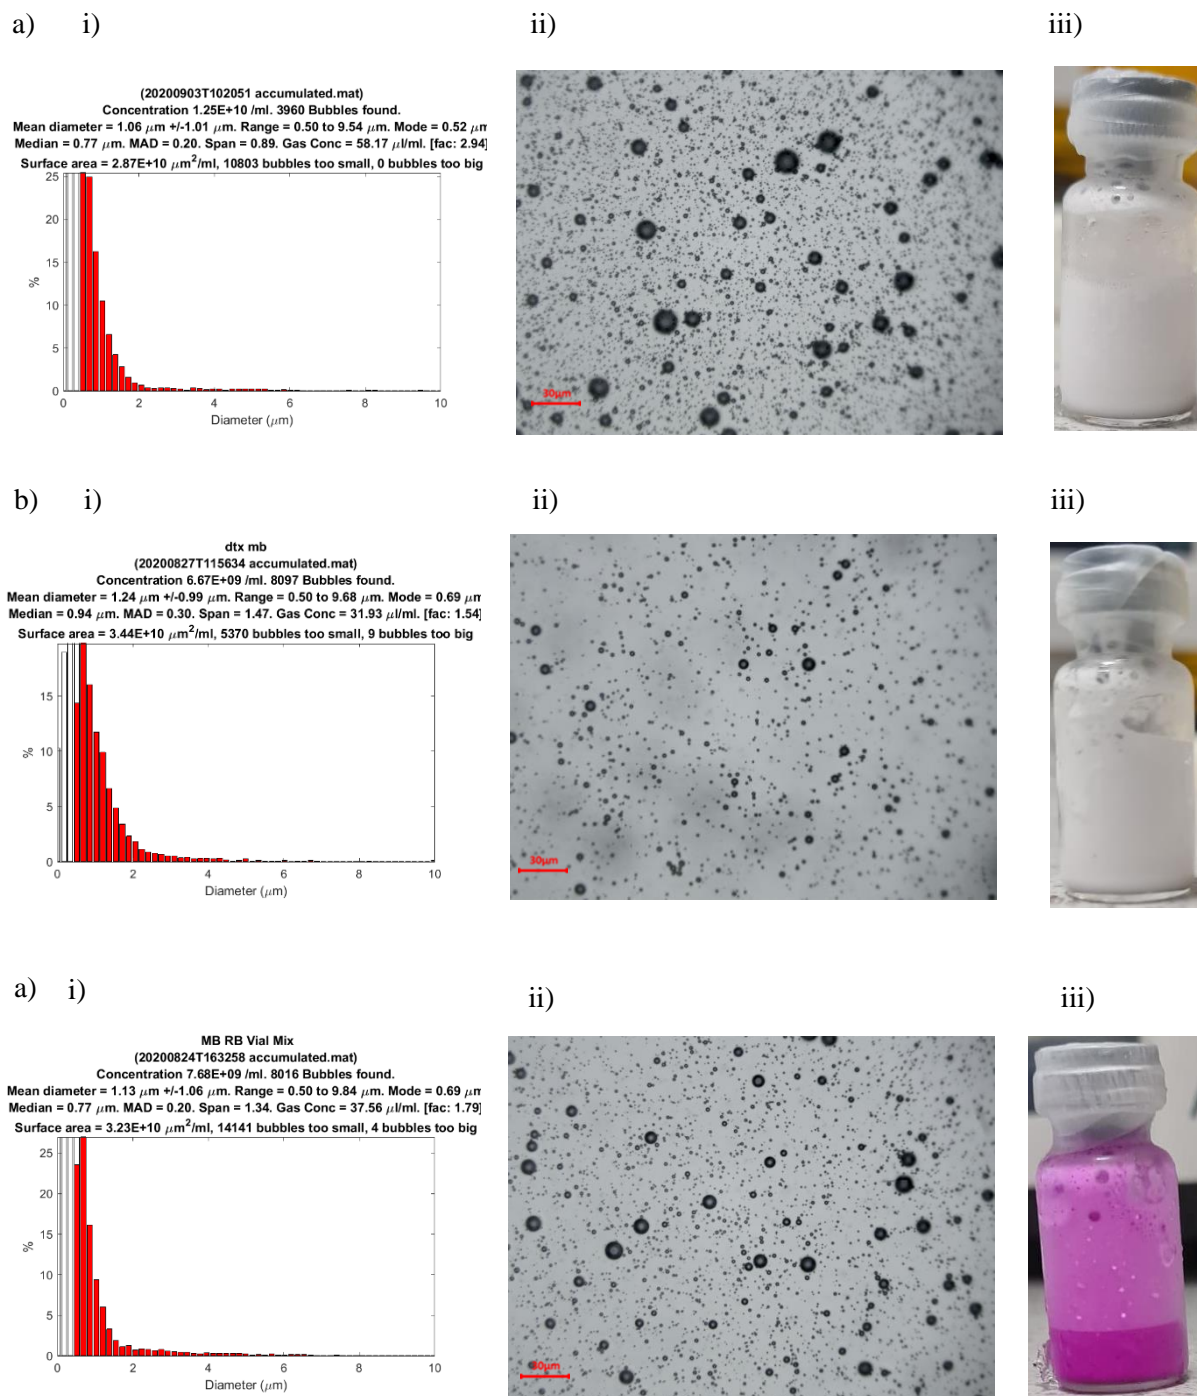 a) i) ii) iii)
(20200903T102051 accumulated.mat)
Concentration 1.25E+10 /ml. 3960 Bubbles found.
Mean diameter = 1.06 μm +/-1.01 μm. Range = 0.50 to 9.54 μm. Mode = 0.52 μm
Median = 0.77 μm. MAD = 0.20. Span = 0.89. Gas Conc = 58.17 μl/ml. [fac: 2.94]
Surface area = 2.87E+10 μm²/ml, 10803 bubbles too small, 0 bubbles too big
25
20
15
%
10
5
0
0 2 4 6 8 10
Diameter (μm)
30μm
b) i) ii) iii)
dtx mb
(20200827T115634 accumulated.mat)
Concentration 6.67E+09 /ml. 8097 Bubbles found.
Mean diameter = 1.24 μm +/-0.99 μm. Range = 0.50 to 9.68 μm. Mode = 0.69 μm
Median = 0.94 μm. MAD = 0.30. Span = 1.47. Gas Conc = 31.93 μl/ml. [fac: 1.54]
Surface area = 3.44E+10 μm²/ml, 5370 bubbles too small, 9 bubbles too big
15
%
10
5
0
0 2 4 6 8 10
Diameter (μm)
30μm
a) i) ii) iii)
MB RB Vial Mix
(20200824T163258 accumulated.mat)
Concentration 7.68E+09 /ml. 8016 Bubbles found.
Mean diameter = 1.13 μm +/-1.06 μm. Range = 0.50 to 9.84 μm. Mode = 0.69 μm
Median = 0.77 μm. MAD = 0.20. Span = 1.34. Gas Conc = 37.56 μl/ml. [fac: 1.79]
Surface area = 3.23E+10 μm²/ml, 14141 bubbles too small, 4 bubbles too big
25
20
15
%
10
5
0
0 2 4 6 8 10
Diameter (μm)
30μm